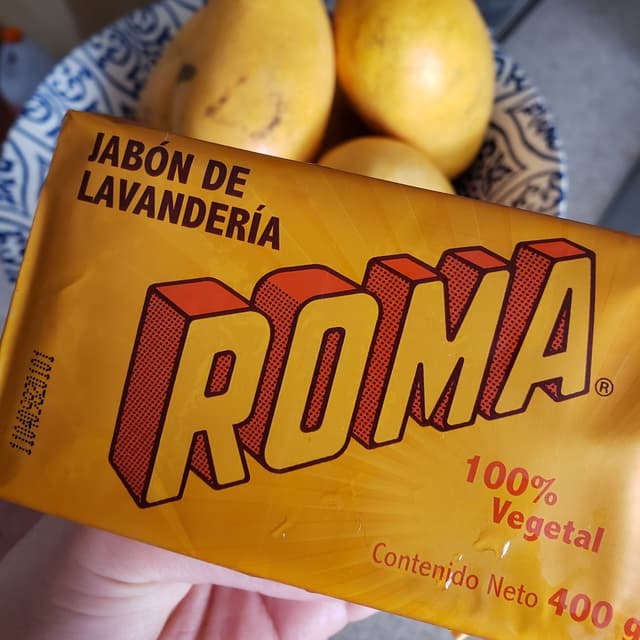 JABÓN DE
LAVANDERÍA
ROMA®
100%
Vegetal
Contenido Neto 400 g